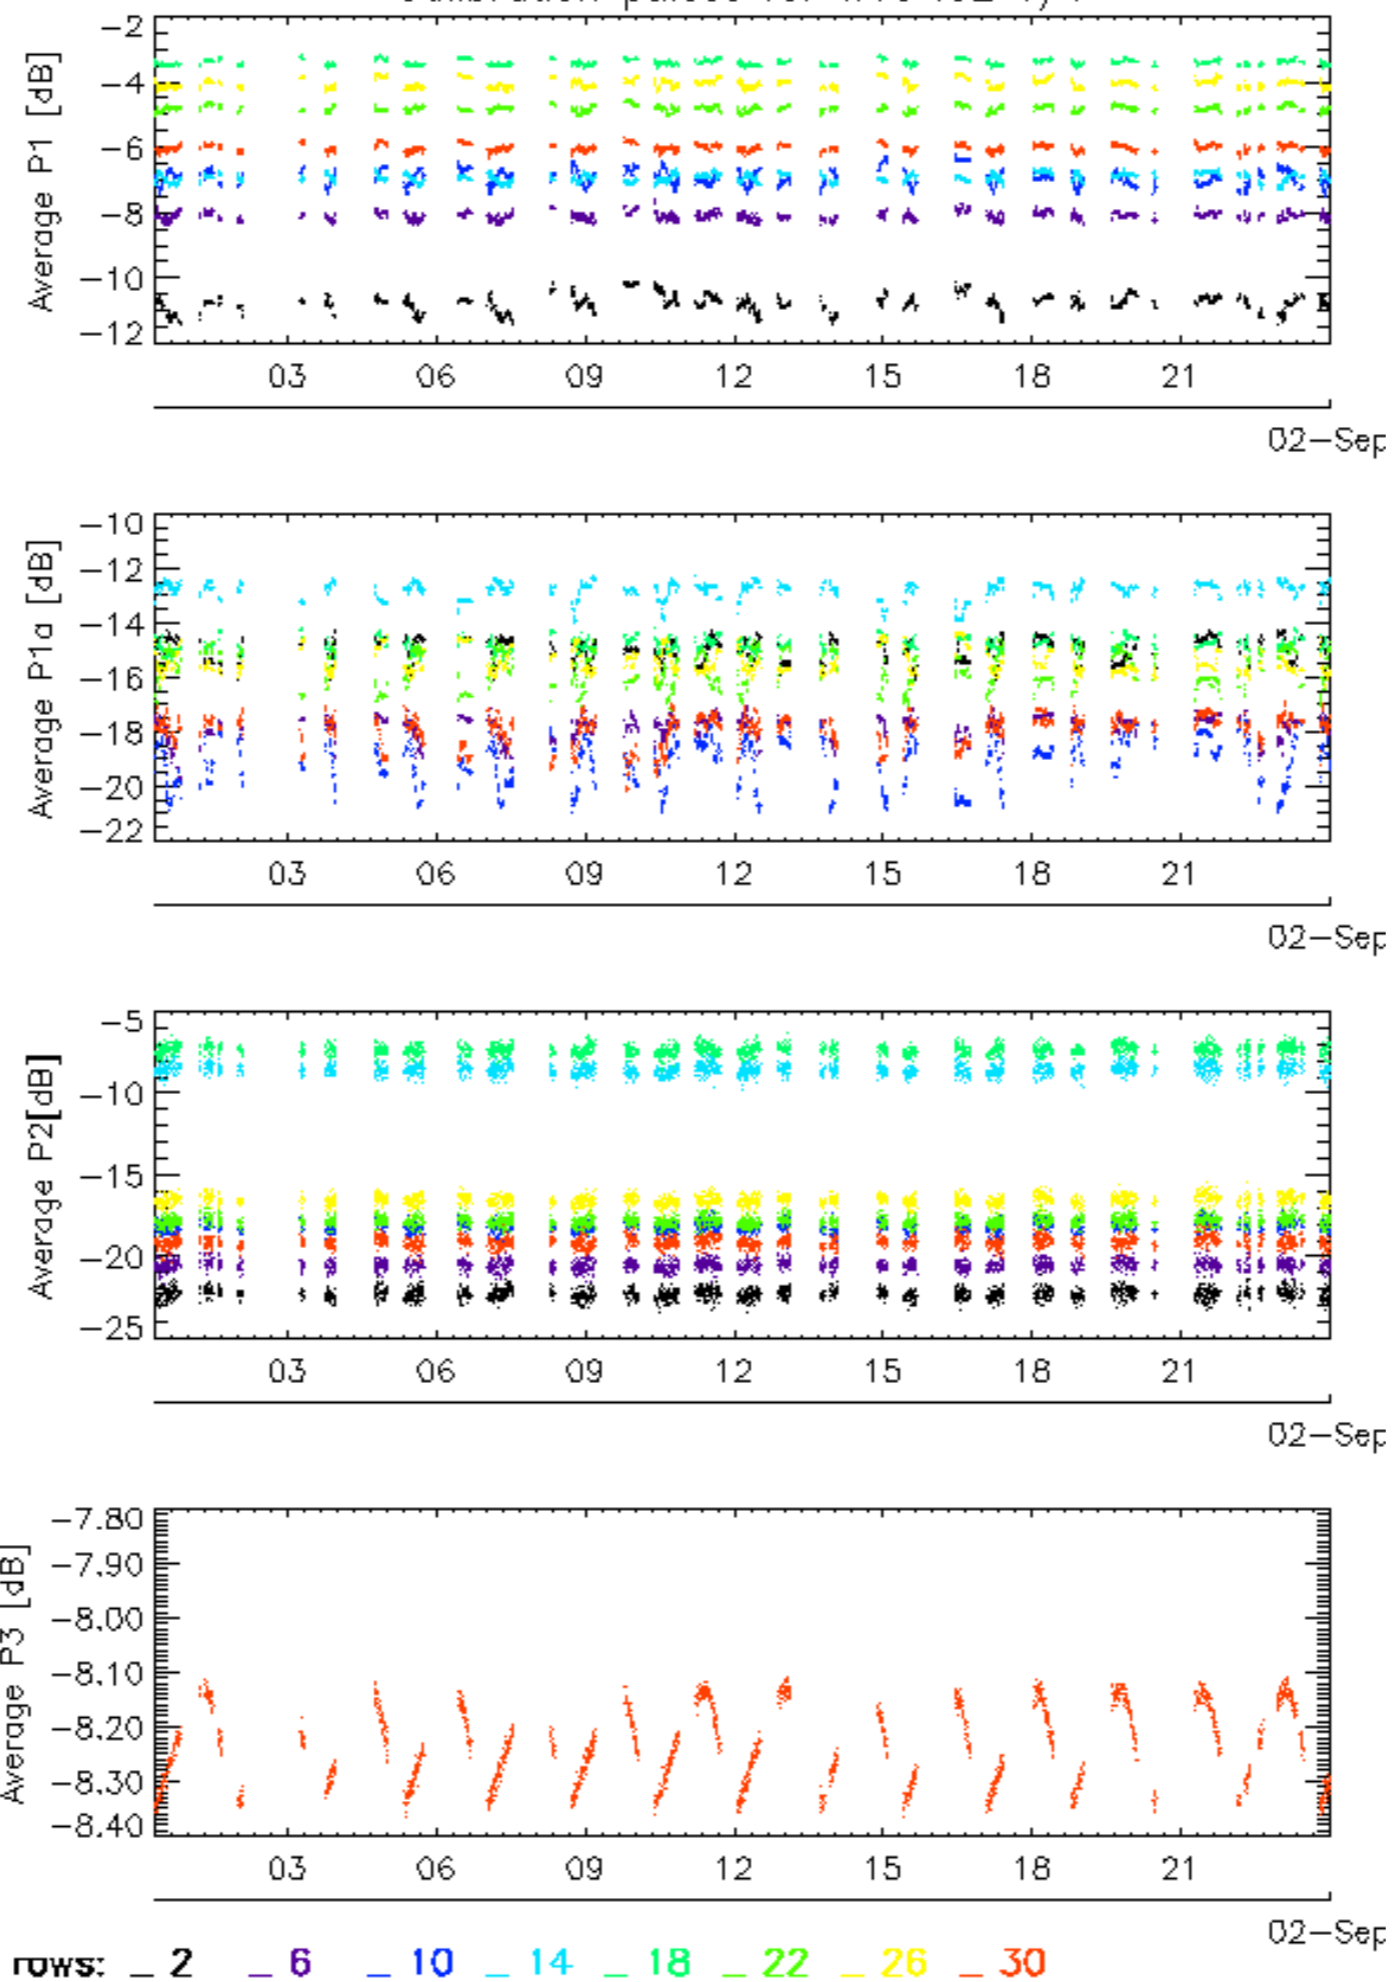 Average P1 [dB]
−2
−4
−6
−8
−10
−12
03 06 09 12 15 18 21
02−Sep
Average P1a [dB]
−10
−12
−14
−16
−18
−20
−22
03 06 09 12 15 18 21
02−Sep
Average P2[dB]
−5
−10
−15
−20
−25
03 06 09 12 15 18 21
02−Sep
Average P3 [dB]
−7.80
−7.90
−8.00
−8.10
−8.20
−8.30
−8.40
03 06 09 12 15 18 21
02−Sep
rows: _ 2 _ 6 _ 10 _ 14 _ 18 _ 22 _ 26 _ 30